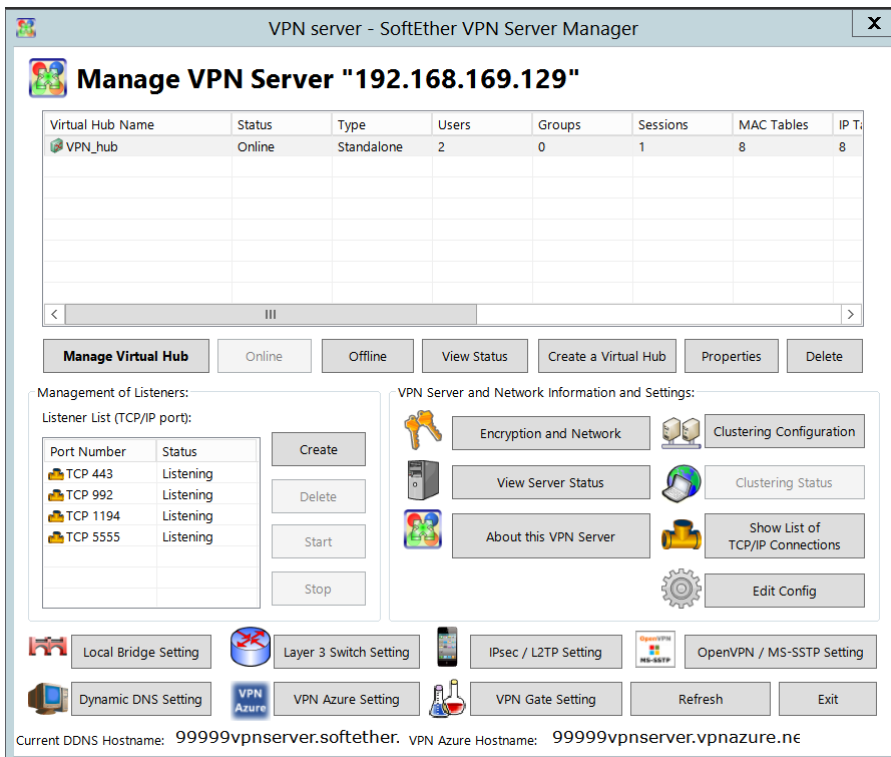 VPN server - SoftEther VPN Server Manager
X
Manage VPN Server "192.168.169.129"
Virtual Hub Name Status Type Users Groups Sessions MAC Tables IP Ta
VPN_hub Online Standalone 2 0 1 8 8
Manage Virtual Hub Online Offline View Status Create a Virtual Hub Properties Delete
Management of Listeners:
Listener List (TCP/IP port):
Port Number Status
TCP 443 Listening
TCP 992 Listening
TCP 1194 Listening
TCP 5555 Listening
Create
Delete
Start
Stop
VPN Server and Network Information and Settings:
Encryption and Network Clustering Configuration
View Server Status Clustering Status
About this VPN Server Show List of
TCP/IP Connections
Edit Config
Local Bridge Setting Layer 3 Switch Setting IPsec / L2TP Setting OpenVPN MS-SSTP OpenVPN / MS-SSTP Setting
Dynamic DNS Setting VPN Azure VPN Azure Setting VPN Gate Setting Refresh Exit
Current DDNS Hostname: 99999vpnserver.softether. VPN Azure Hostname: 99999vpnserver.vpnazure.ne